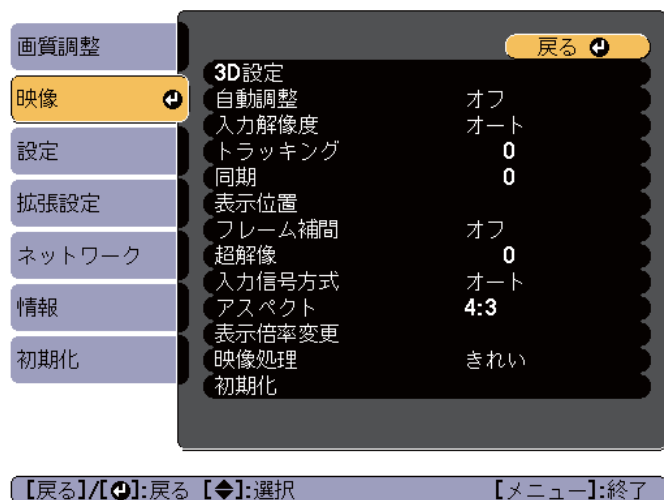 画質調整
映像
設定
拡張設定
ネットワーク
情報
初期化
戻る
3D設定
自動調整 オフ
入力解像度 オート
トラッキング 0
同期 0
表示位置
フレーム補間 オフ
超解像 0
入力信号方式 オート
アスペクト 4:3
表示倍率変更
映像処理 きれい
初期化
[戻る]/[]:戻る []:選択 [メニュー]:終了